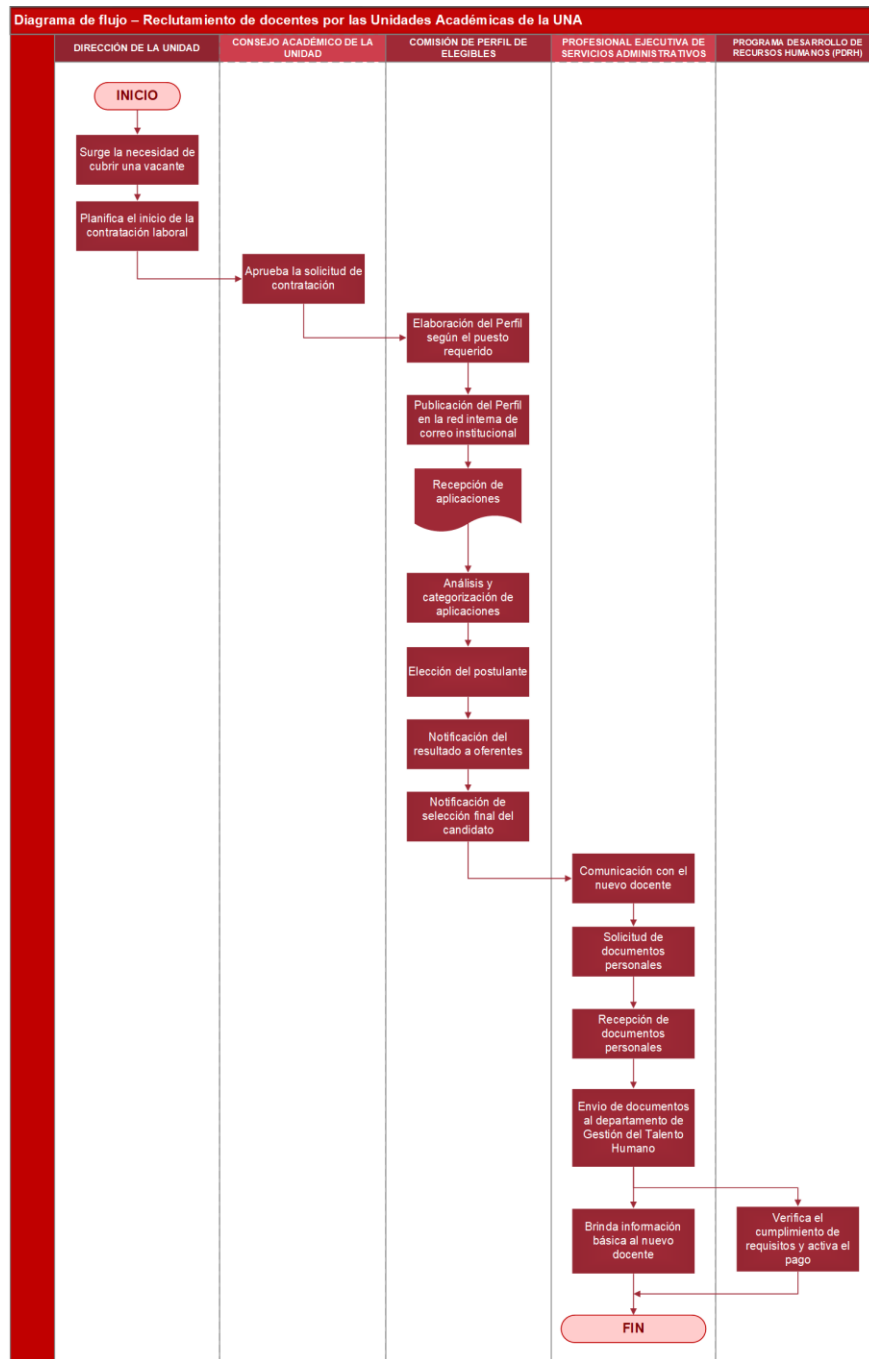 Diagrama de flujo – Reclutamiento de docentes por las Unidades Académicas de la UNA
DIRECCIÓN DE LA UNIDAD
CONSEJO ACADÉMICO DE LA
UNIDAD
COMISIÓN DE PERFIL DE
ELEGIBLES
PROFESIONAL EJECUTIVA DE
SERVICIOS ADMINISTRATIVOS
PROGRAMA DESARROLLO DE
RECURSOS HUMANOS (PDRH)
INICIO
Surge la necesidad de
cubrir una vacante
Planifica el inicio de la
contratación laboral
Aprueba la solicitud de
contratación
Elaboración del Perfil
según el puesto
requerido
Publicación del Perfil
en la red interna de
correo institucional
Recepción de
aplicaciones
Análisis y
categorización de
aplicaciones
Elección del postulante
Notificación del
resultado a oferentes
Notificación de
selección final del
candidato
Comunicación con el
nuevo docente
Solicitud de
documentos
personales
Recepción de
documentos
personales
Envio de documentos
al departamento de
Gestión del Talento
Humano
Brinda información
básica al nuevo
docente
Verifica el
cumplimiento de
requisitos y activa el
pago
FIN